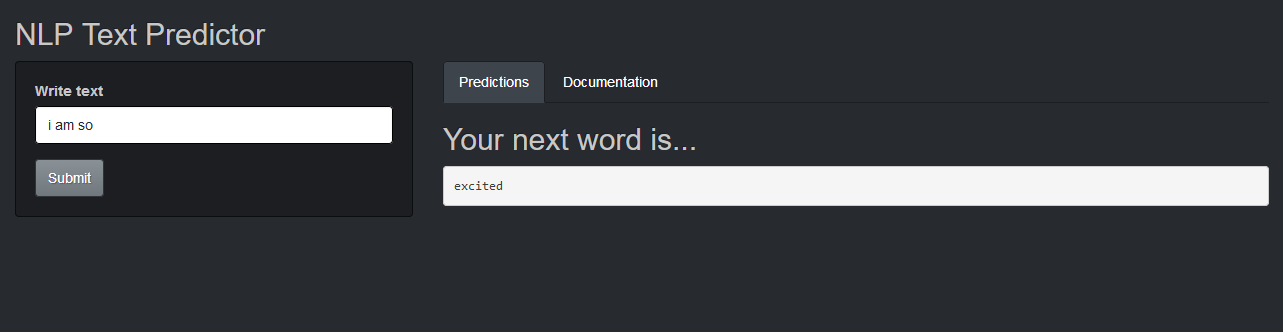 NLP Text Predictor
Write text
i am so
Submit
Predictions Documentation
Your next word is...
excited